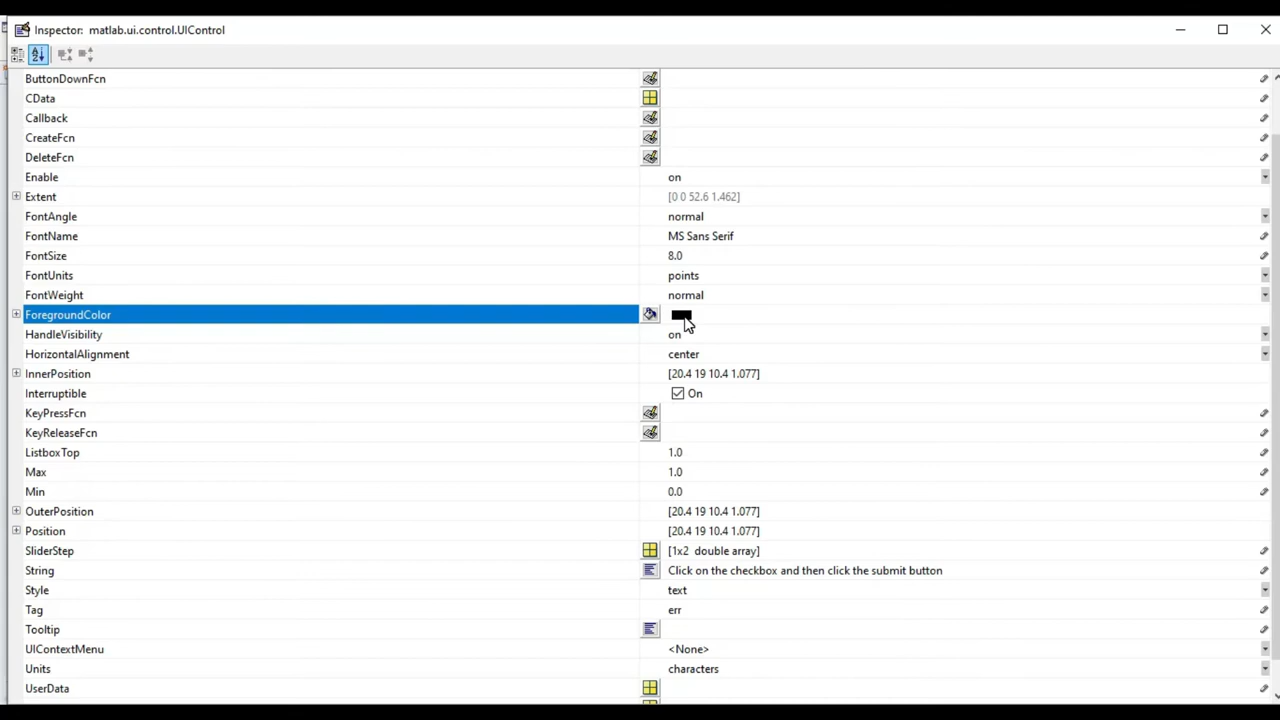 Inspector: matlab.ui.control.UIControl
ButtonDownFcn
CData
Callback
CreateFcn
DeleteFcn
Enable on
Extent [0 0 52.6 1.462]
FontAngle normal
FontName MS Sans Serif
FontSize 8.0
FontUnits points
FontWeight normal
ForegroundColor
HandleVisibility on
HorizontalAlignment center
InnerPosition [20.4 19 10.4 1.077]
Interruptible On
KeyPressFcn
KeyReleaseFcn
ListboxTop 1.0
Max 1.0
Min 0.0
OuterPosition [20.4 19 10.4 1.077]
Position [20.4 19 10.4 1.077]
SliderStep [1x2 double array]
String Click on the checkbox and then click the submit button
Style text
Tag err
Tooltip
UIContextMenu <None>
Units characters
UserData